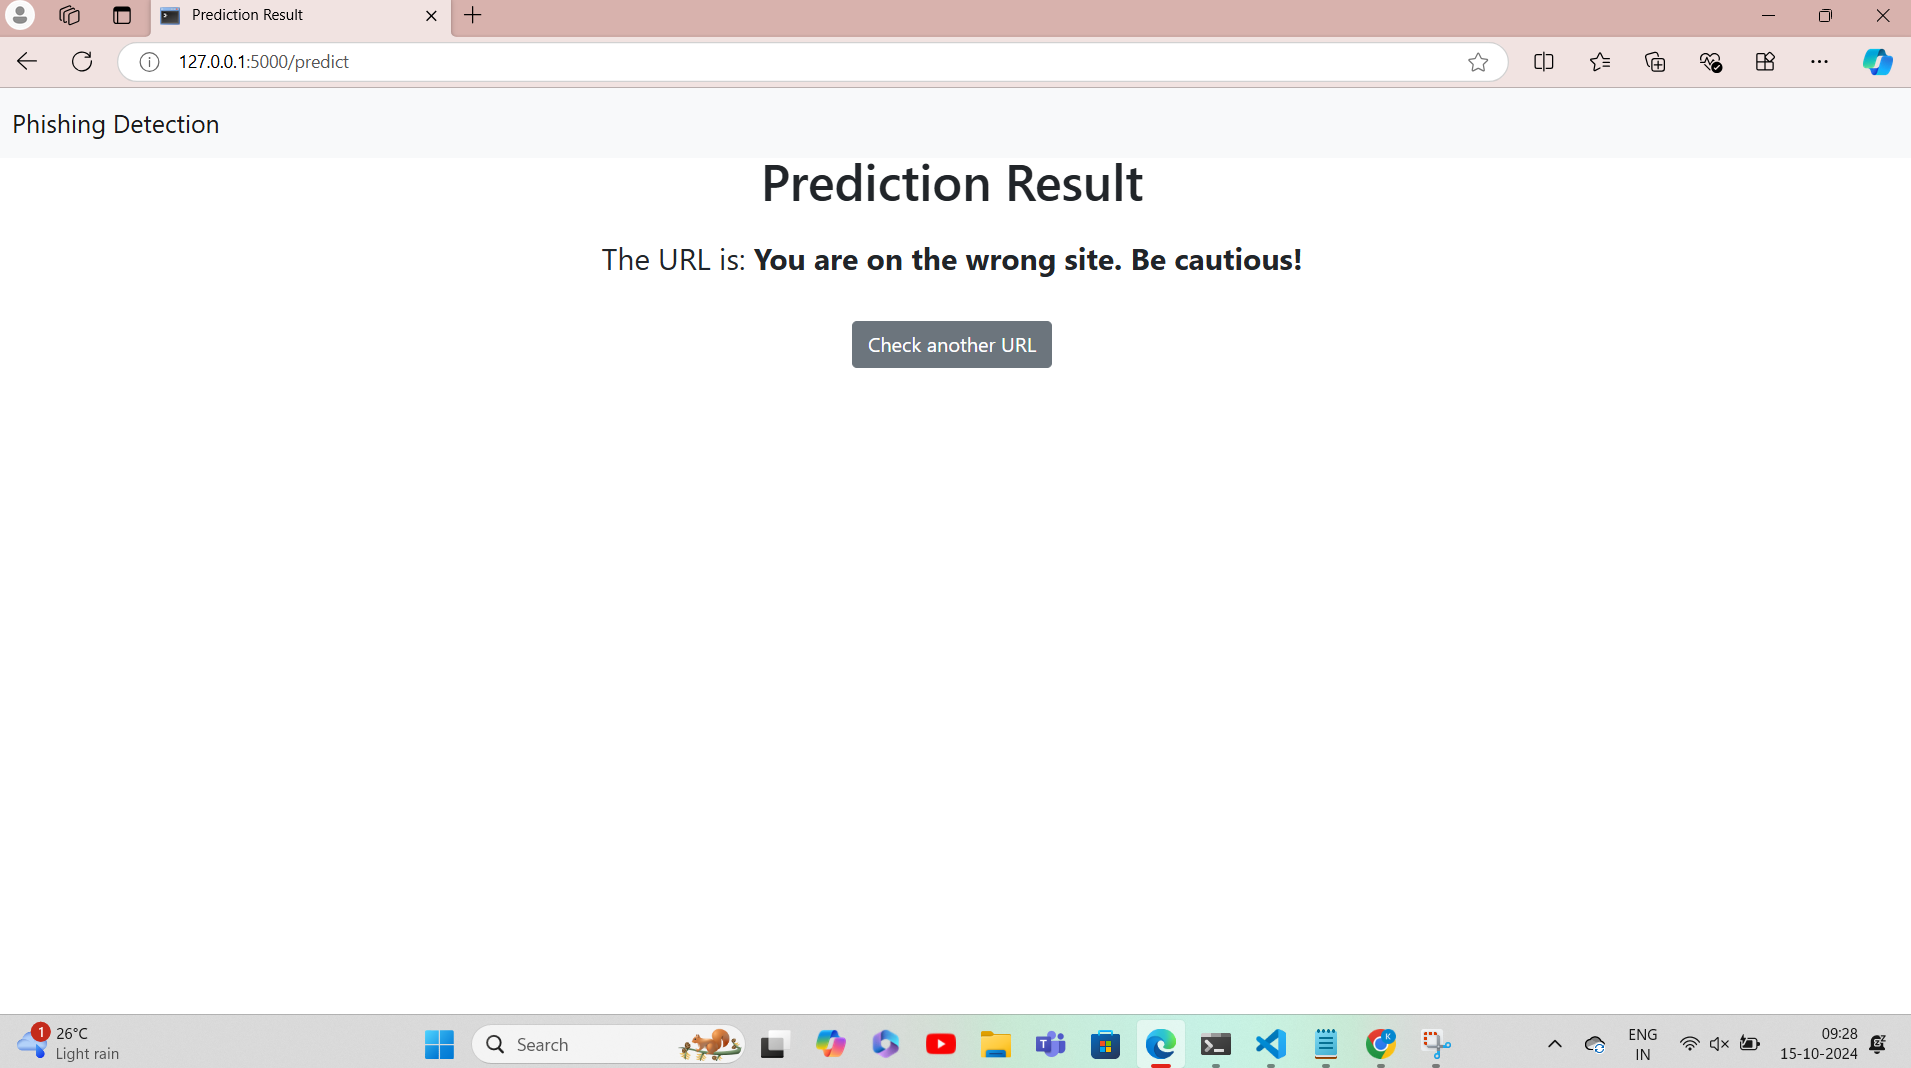 Prediction Result
127.0.0.1:5000/predict
Phishing Detection
Prediction Result
The URL is: You are on the wrong site. Be cautious!
Check another URL
1
26°C
Light rain
Search
T
K
ENG
IN
09:28
15-10-2024